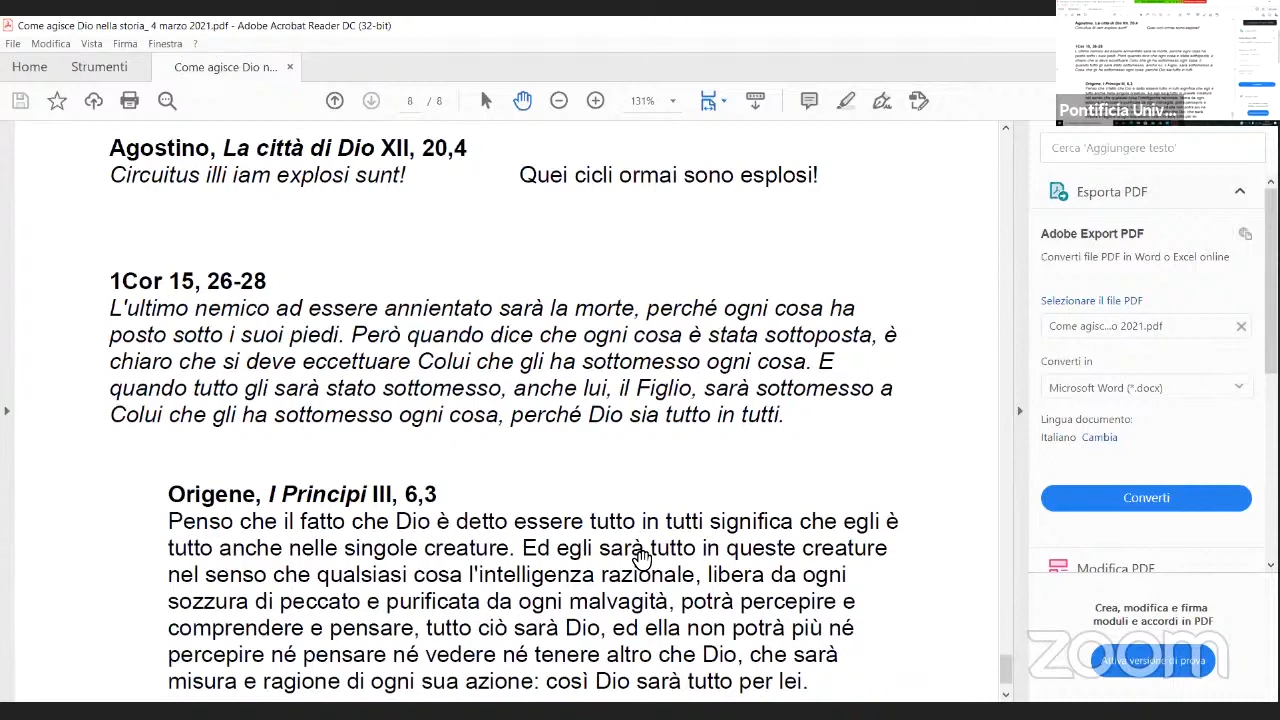 Come agisce Dio nella storia_ 4 marzo 2021.pdf - Adobe Acrobat Reader DC
File Vista Firma Finestra
Home Strumenti Come agisce Dio n... ×
Pontificia Univ...
Agostino, La città di Dio XII, 20,4
Circuitus illi iam explosi sunt! Quei cicli ormai sono esplosi!
1Cor 15, 26-28
L'ultimo nemico ad essere annientato sarà la morte, perché ogni cosa ha
posto sotto i suoi piedi. Però quando dice che ogni cosa è stata sottoposta, è
chiaro che si deve eccettuare Colui che gli ha sottomesso ogni cosa. E
quando tutto gli sarà stato sottomesso, anche lui, il Figlio, sarà sottomesso a
Colui che gli ha sottomesso ogni cosa, perché Dio sia tutto in tutti.
Origene, I Principi III, 6,3
Penso che il fatto che Dio è detto essere tutto in tutti significa che egli è
tutto anche nelle singole creature. Ed egli sarà tutto in queste creature
nel senso che qualsiasi cosa l'intelligenza razionale, libera da ogni
sozzura di peccato e purificata da ogni malvagità, potrà percepire e
comprendere e pensare, tutto ciò sarà Dio, ed ella non potrà più né
percepire né pensare né vedere né tenere altro che Dio, che sarà
misura e ragione di ogni sua azione: così Dio sarà tutto per lei.
Cerca 'Aggiungere testo'
Esporta PDF
Adobe Export PDF
Converti file PDF in Word o Excel online
Selezionare il file PDF
Come agisc...o 2021.pdf
Converti in
Microsoft Word (*.docx)
Lingua documento:
Italiano Cambia
Converti
Modifica PDF
Crea, modifica e firma
moduli e accordi in PDF
Attiva versione di prova
zoom